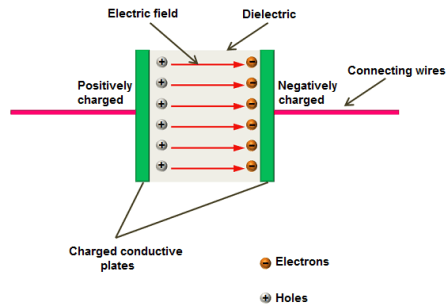 Electric field
Dielectric
Positively
charged
Negatively
charged
Connecting wires
Charged conductive
plates
Electrons
Holes